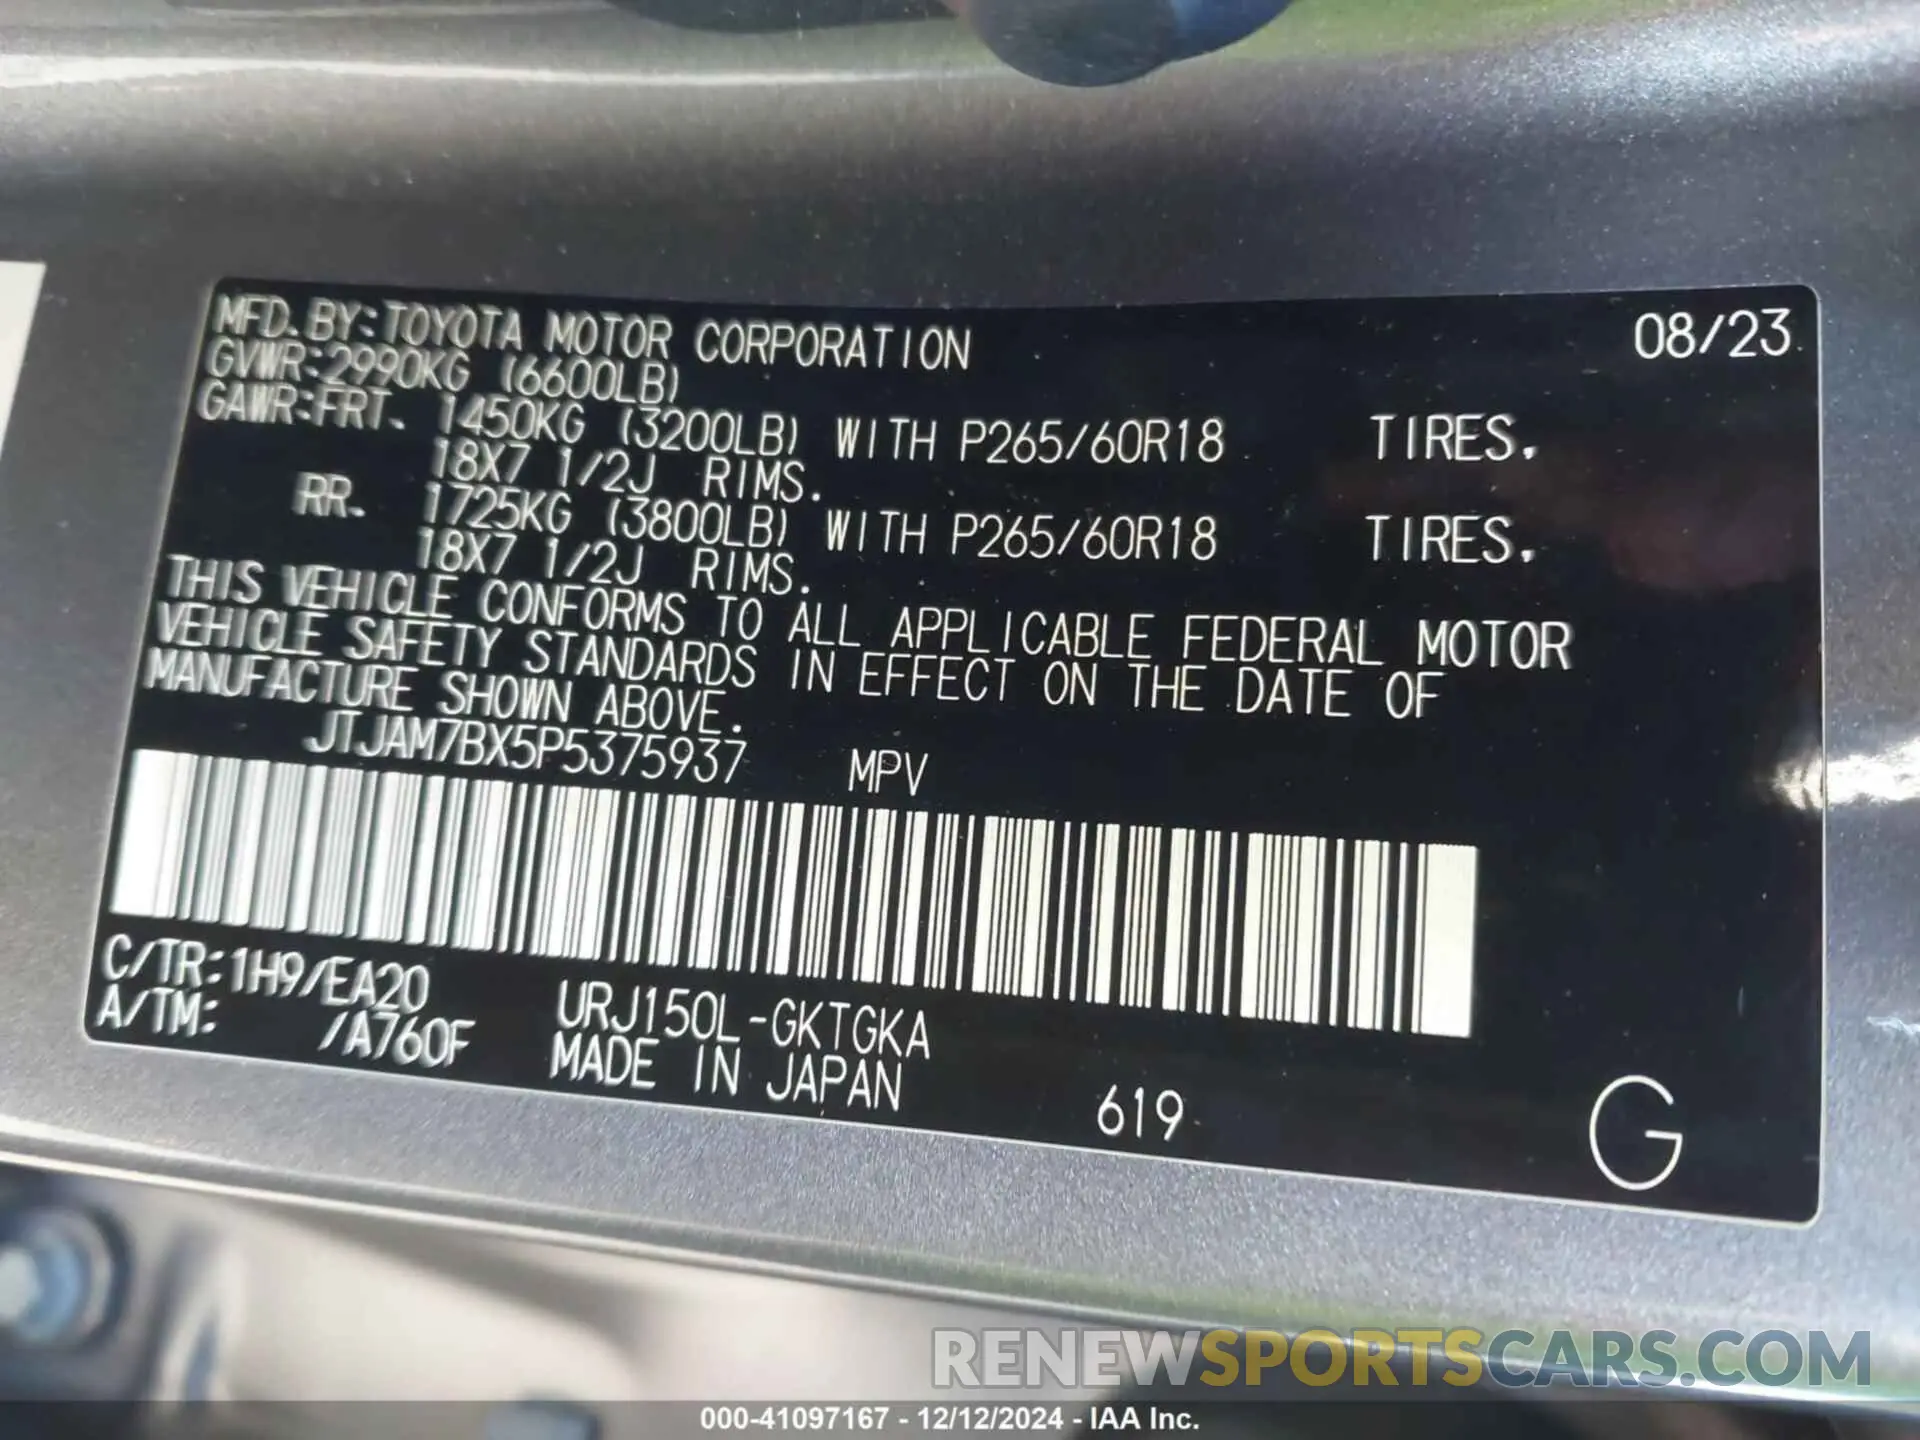 MFD. BY: TOYOTA MOTOR CORPORATION 08/23
GVWR: 2990KG (6600LB)
GAWR: FRT. 1450KG (3200LB) WITH P265/60R18 TIRES.
18X7 1/2J RIMS.
RR. 1725KG (3800LB) WITH P265/60R18 TIRES.
18X7 1/2J RIMS.
THIS VEHICLE CONFORMS TO ALL APPLICABLE FEDERAL MOTOR
VEHICLE SAFETY STANDARDS IN EFFECT ON THE DATE OF
MANUFACTURE SHOWN ABOVE.
JTJAM7BX5P5375937 MPV
C/TR: 1H9/EA20 URJ150L-GKTGKA
A/TM: /A760F MADE IN JAPAN 619 G
RENEWSPORTSCARS.COM
000-41097167 - 12/12/2024 - IAA Inc.